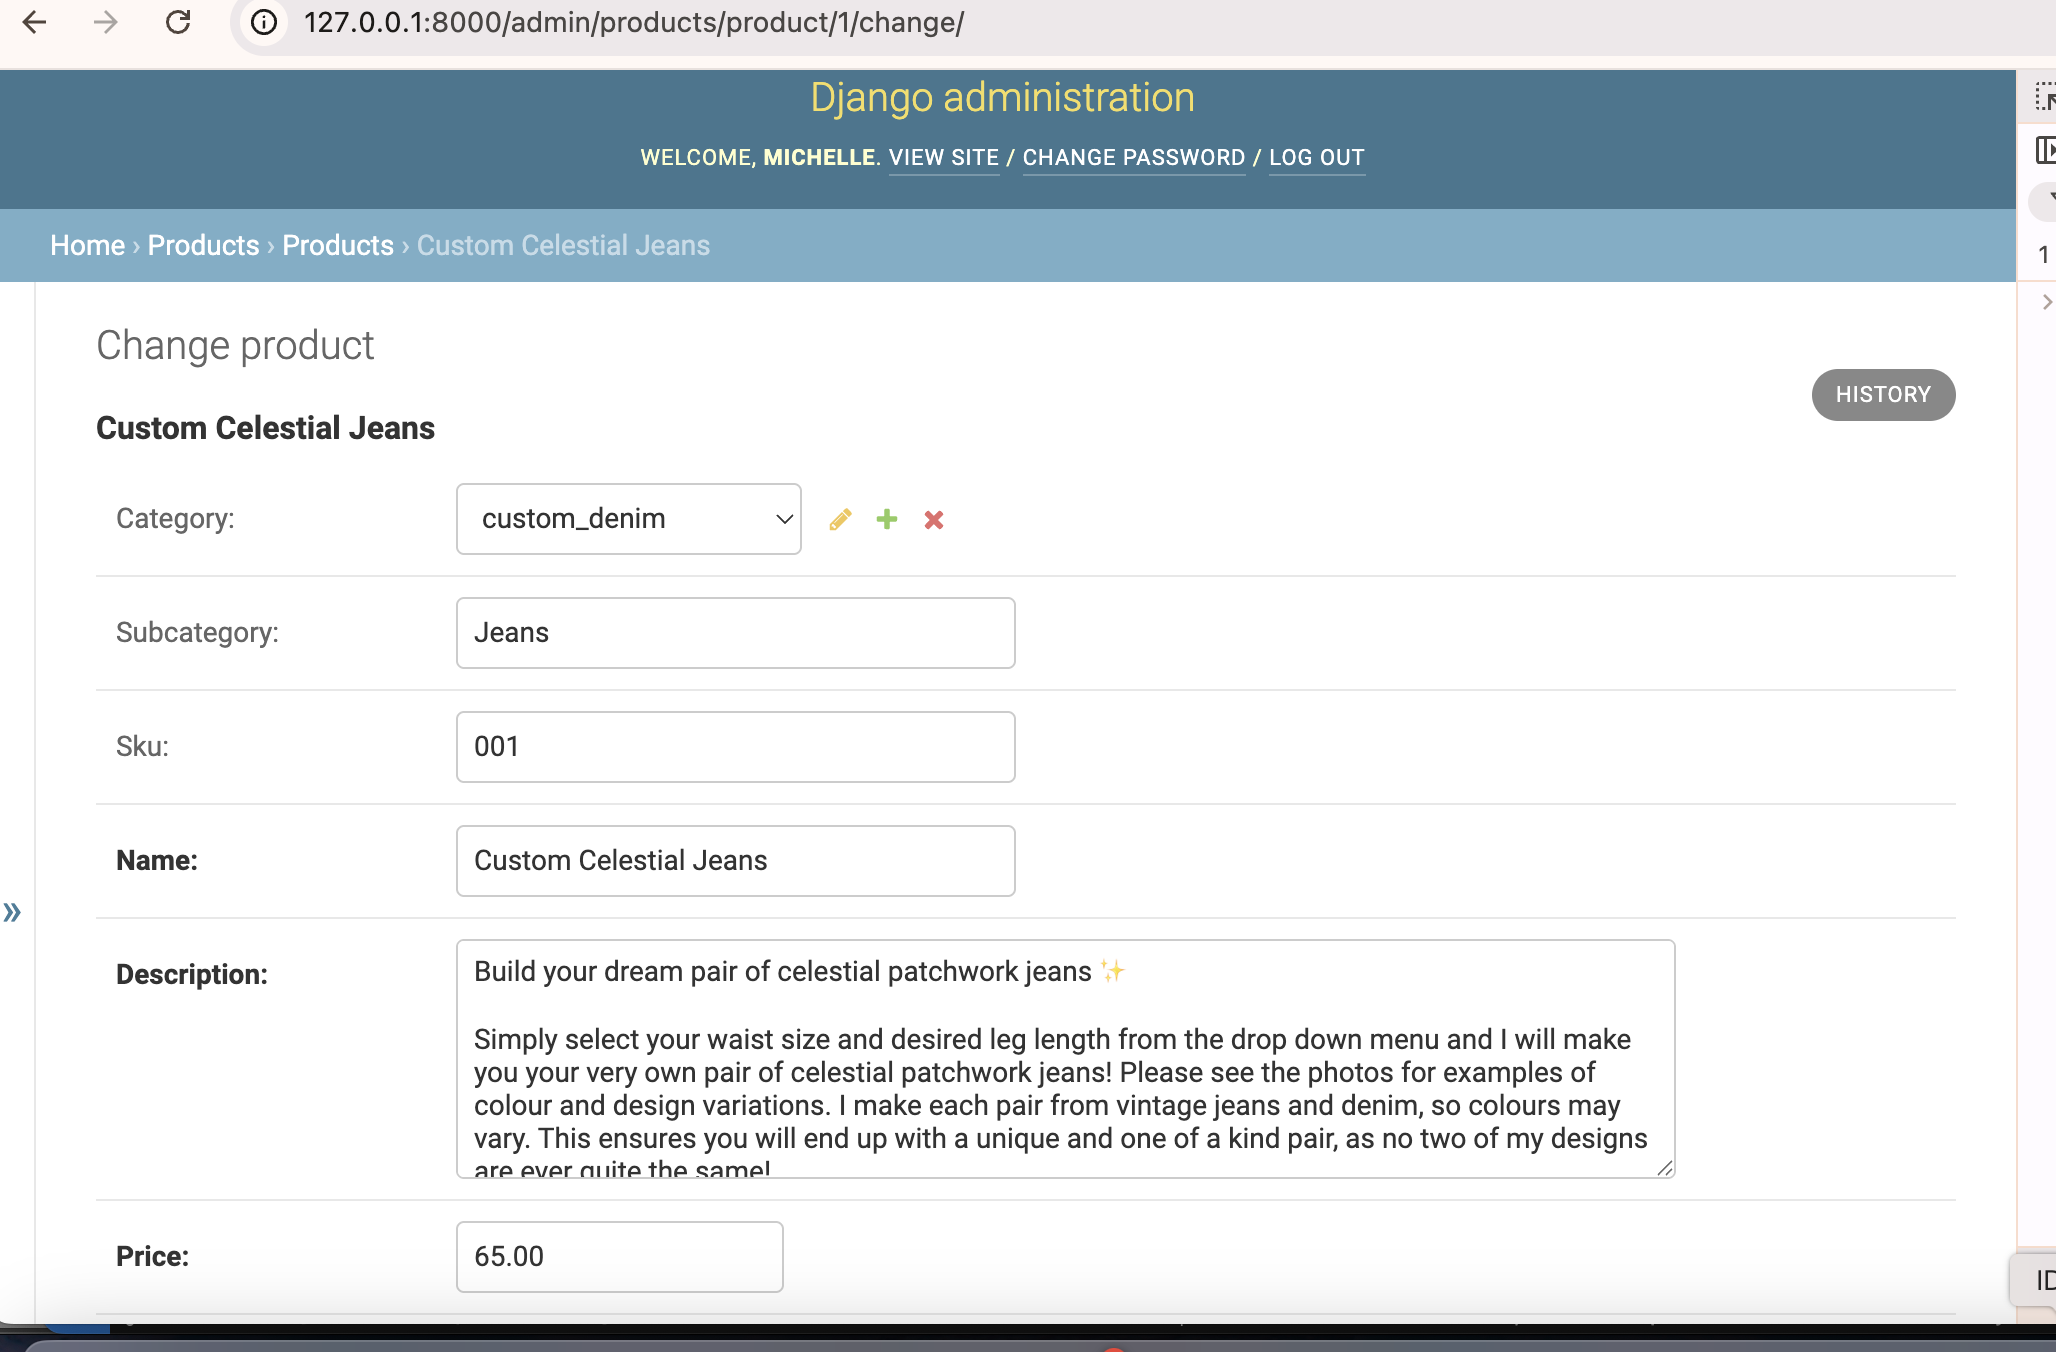 127.0.0.1:8000/admin/products/product/1/change/
Django administration
WELCOME, MICHELLE. VIEW SITE / CHANGE PASSWORD / LOG OUT
Home › Products › Products › Custom Celestial Jeans
1
Change product
HISTORY
Custom Celestial Jeans
Category: custom_denim
Subcategory: Jeans
Sku: 001
Name: Custom Celestial Jeans
Description: Build your dream pair of celestial patchwork jeans ✨
Simply select your waist size and desired leg length from the drop down menu and I will make
you your very own pair of celestial patchwork jeans! Please see the photos for examples of
colour and design variations. I make each pair from vintage jeans and denim, so colours may
vary. This ensures you will end up with a unique and one of a kind pair, as no two of my designs
are ever quite the same!
Price: 65.00